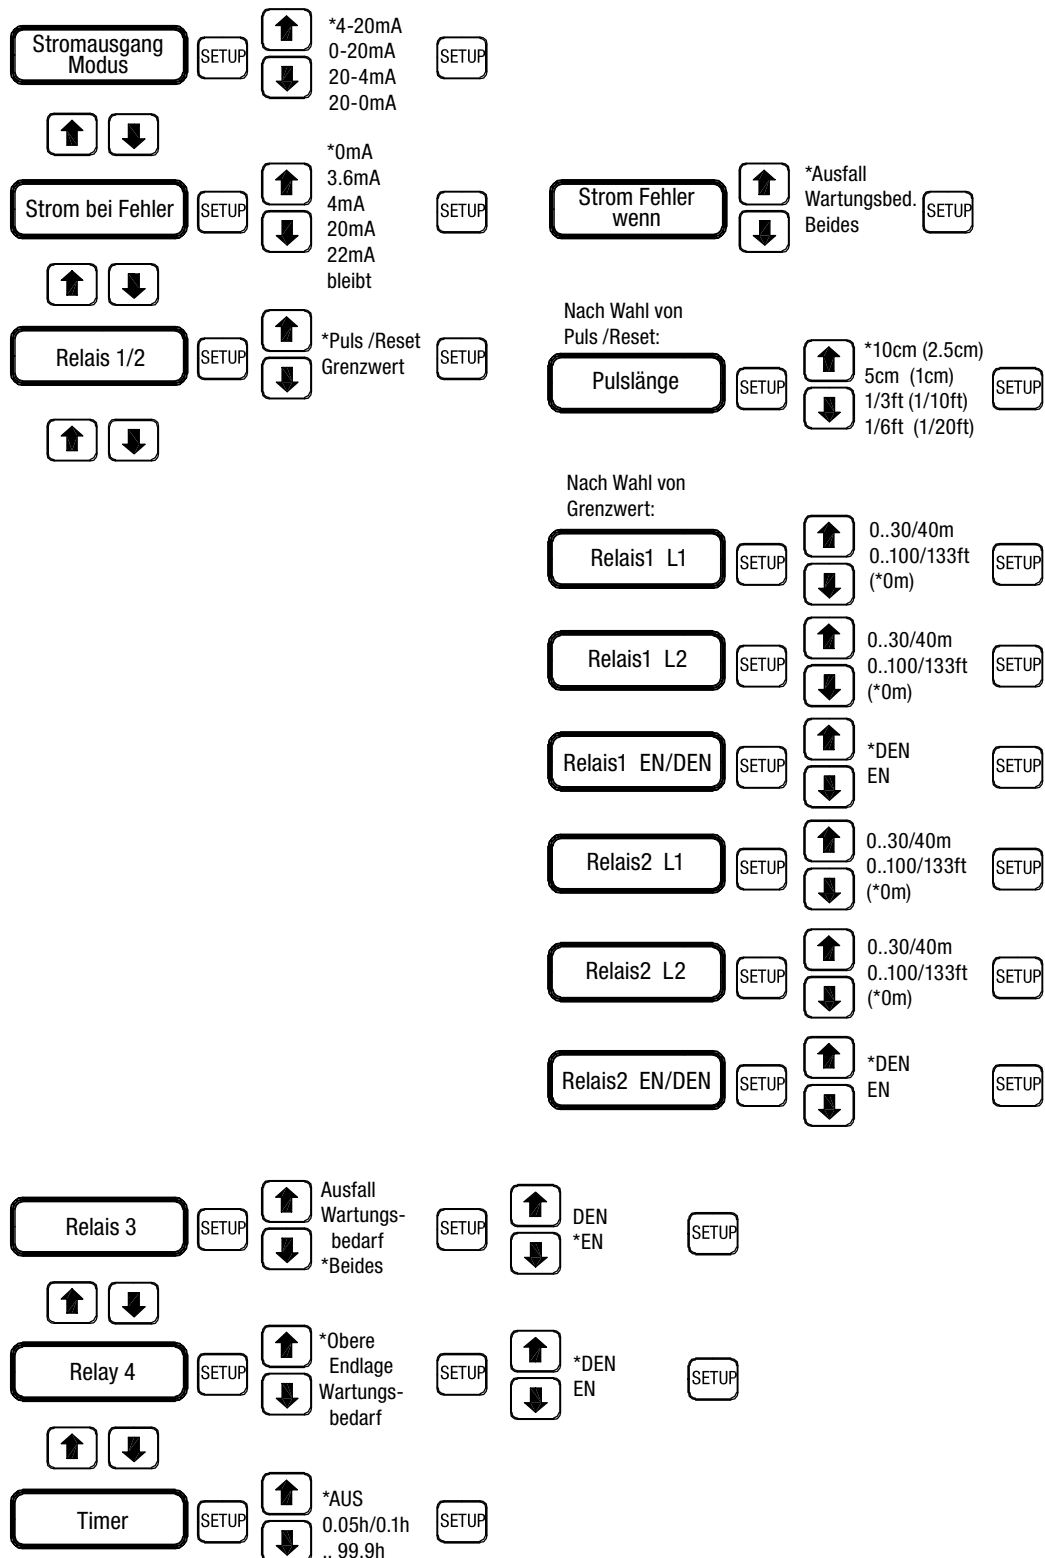 Stromausgang
Modus
SETUP
*4-20mA
0-20mA
20-4mA
20-0mA
SETUP
Strom bei Fehler
SETUP
*0mA
3.6mA
4mA
20mA
22mA
bleibt
SETUP
Strom Fehler
wenn
*Ausfall
Wartungsbed.
Beides
SETUP
Relais 1/2
SETUP
*Puls /Reset
Grenzwert
SETUP
Nach Wahl von
Puls /Reset:
Pulslänge
SETUP
*10cm (2.5cm)
5cm (1cm)
1/3ft (1/10ft)
1/6ft (1/20ft)
SETUP
Nach Wahl von
Grenzwert:
Relais1 L1
SETUP
0..30/40m
0..100/133ft
(*0m)
SETUP
Relais1 L2
SETUP
0..30/40m
0..100/133ft
(*0m)
SETUP
Relais1 EN/DEN
SETUP
*DEN
EN
SETUP
Relais2 L1
SETUP
0..30/40m
0..100/133ft
(*0m)
SETUP
Relais2 L2
SETUP
0..30/40m
0..100/133ft
(*0m)
SETUP
Relais2 EN/DEN
SETUP
*DEN
EN
SETUP
Relais 3
SETUP
Ausfall
Wartungs-
bedarf
*Beides
SETUP
DEN
*EN
SETUP
Relay 4
SETUP
*Obere
Endlage
Wartungs-
bedarf
SETUP
*DEN
EN
SETUP
Timer
SETUP
*AUS
0.05h/0.1h
.. 99.9h
SETUP